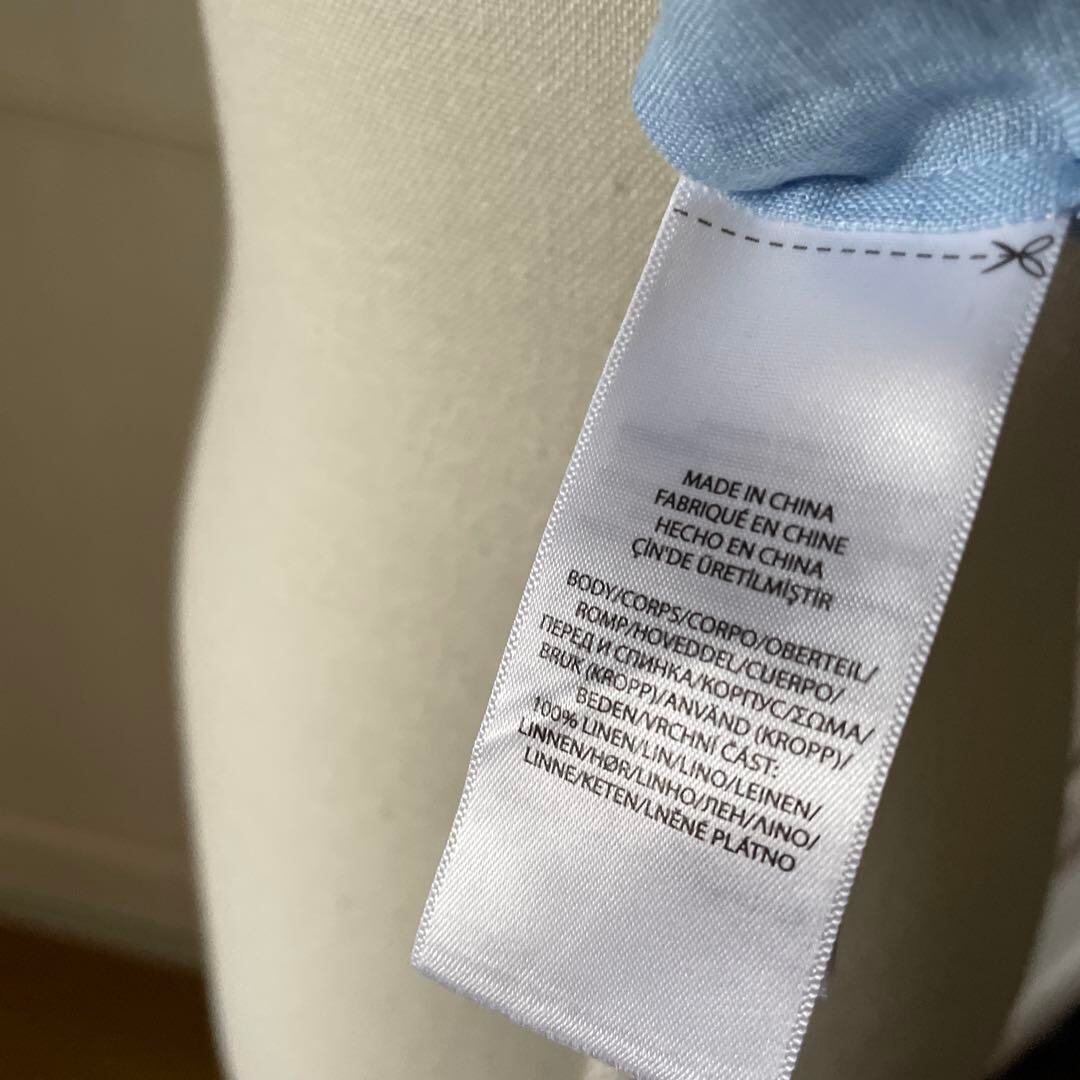 MADE IN CHINA
FABRIQUÉ EN CHINE
HECHO EN CHINA
ÇİN'DE ÜRETİLMİŞTİR
BODY/CORPS/CORPO/OBERTEIL/
ROMP/HOVEDDEL/CUERPO/
ПЕРЕД И СПИНКА/КОРПУС/ΣΩΜΑ/
BRUK (KROPP)/ANVÄND (KROPP)/
BEDEN/VRCHNÍ ČÁST:
100% LINEN/LIN/LINO/LEINEN/
LINNEN/HØR/LINHO/ЛЕН/ΛΙΝΟ/
LINNE/KETEN/LNĚNÉ PLÁTNO